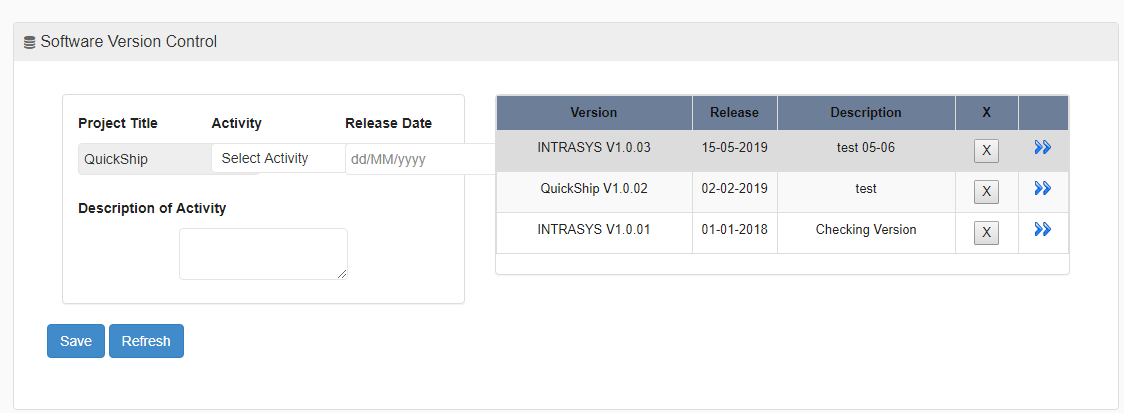 Software Version Control
Project Title Activity Release Date
QuickShip Select Activity dd/MM/yyyy
Description of Activity
Version Release Description X
INTRASYS V1.0.03 15-05-2019 test 05-06 X
QuickShip V1.0.02 02-02-2019 test X
INTRASYS V1.0.01 01-01-2018 Checking Version X
Save Refresh